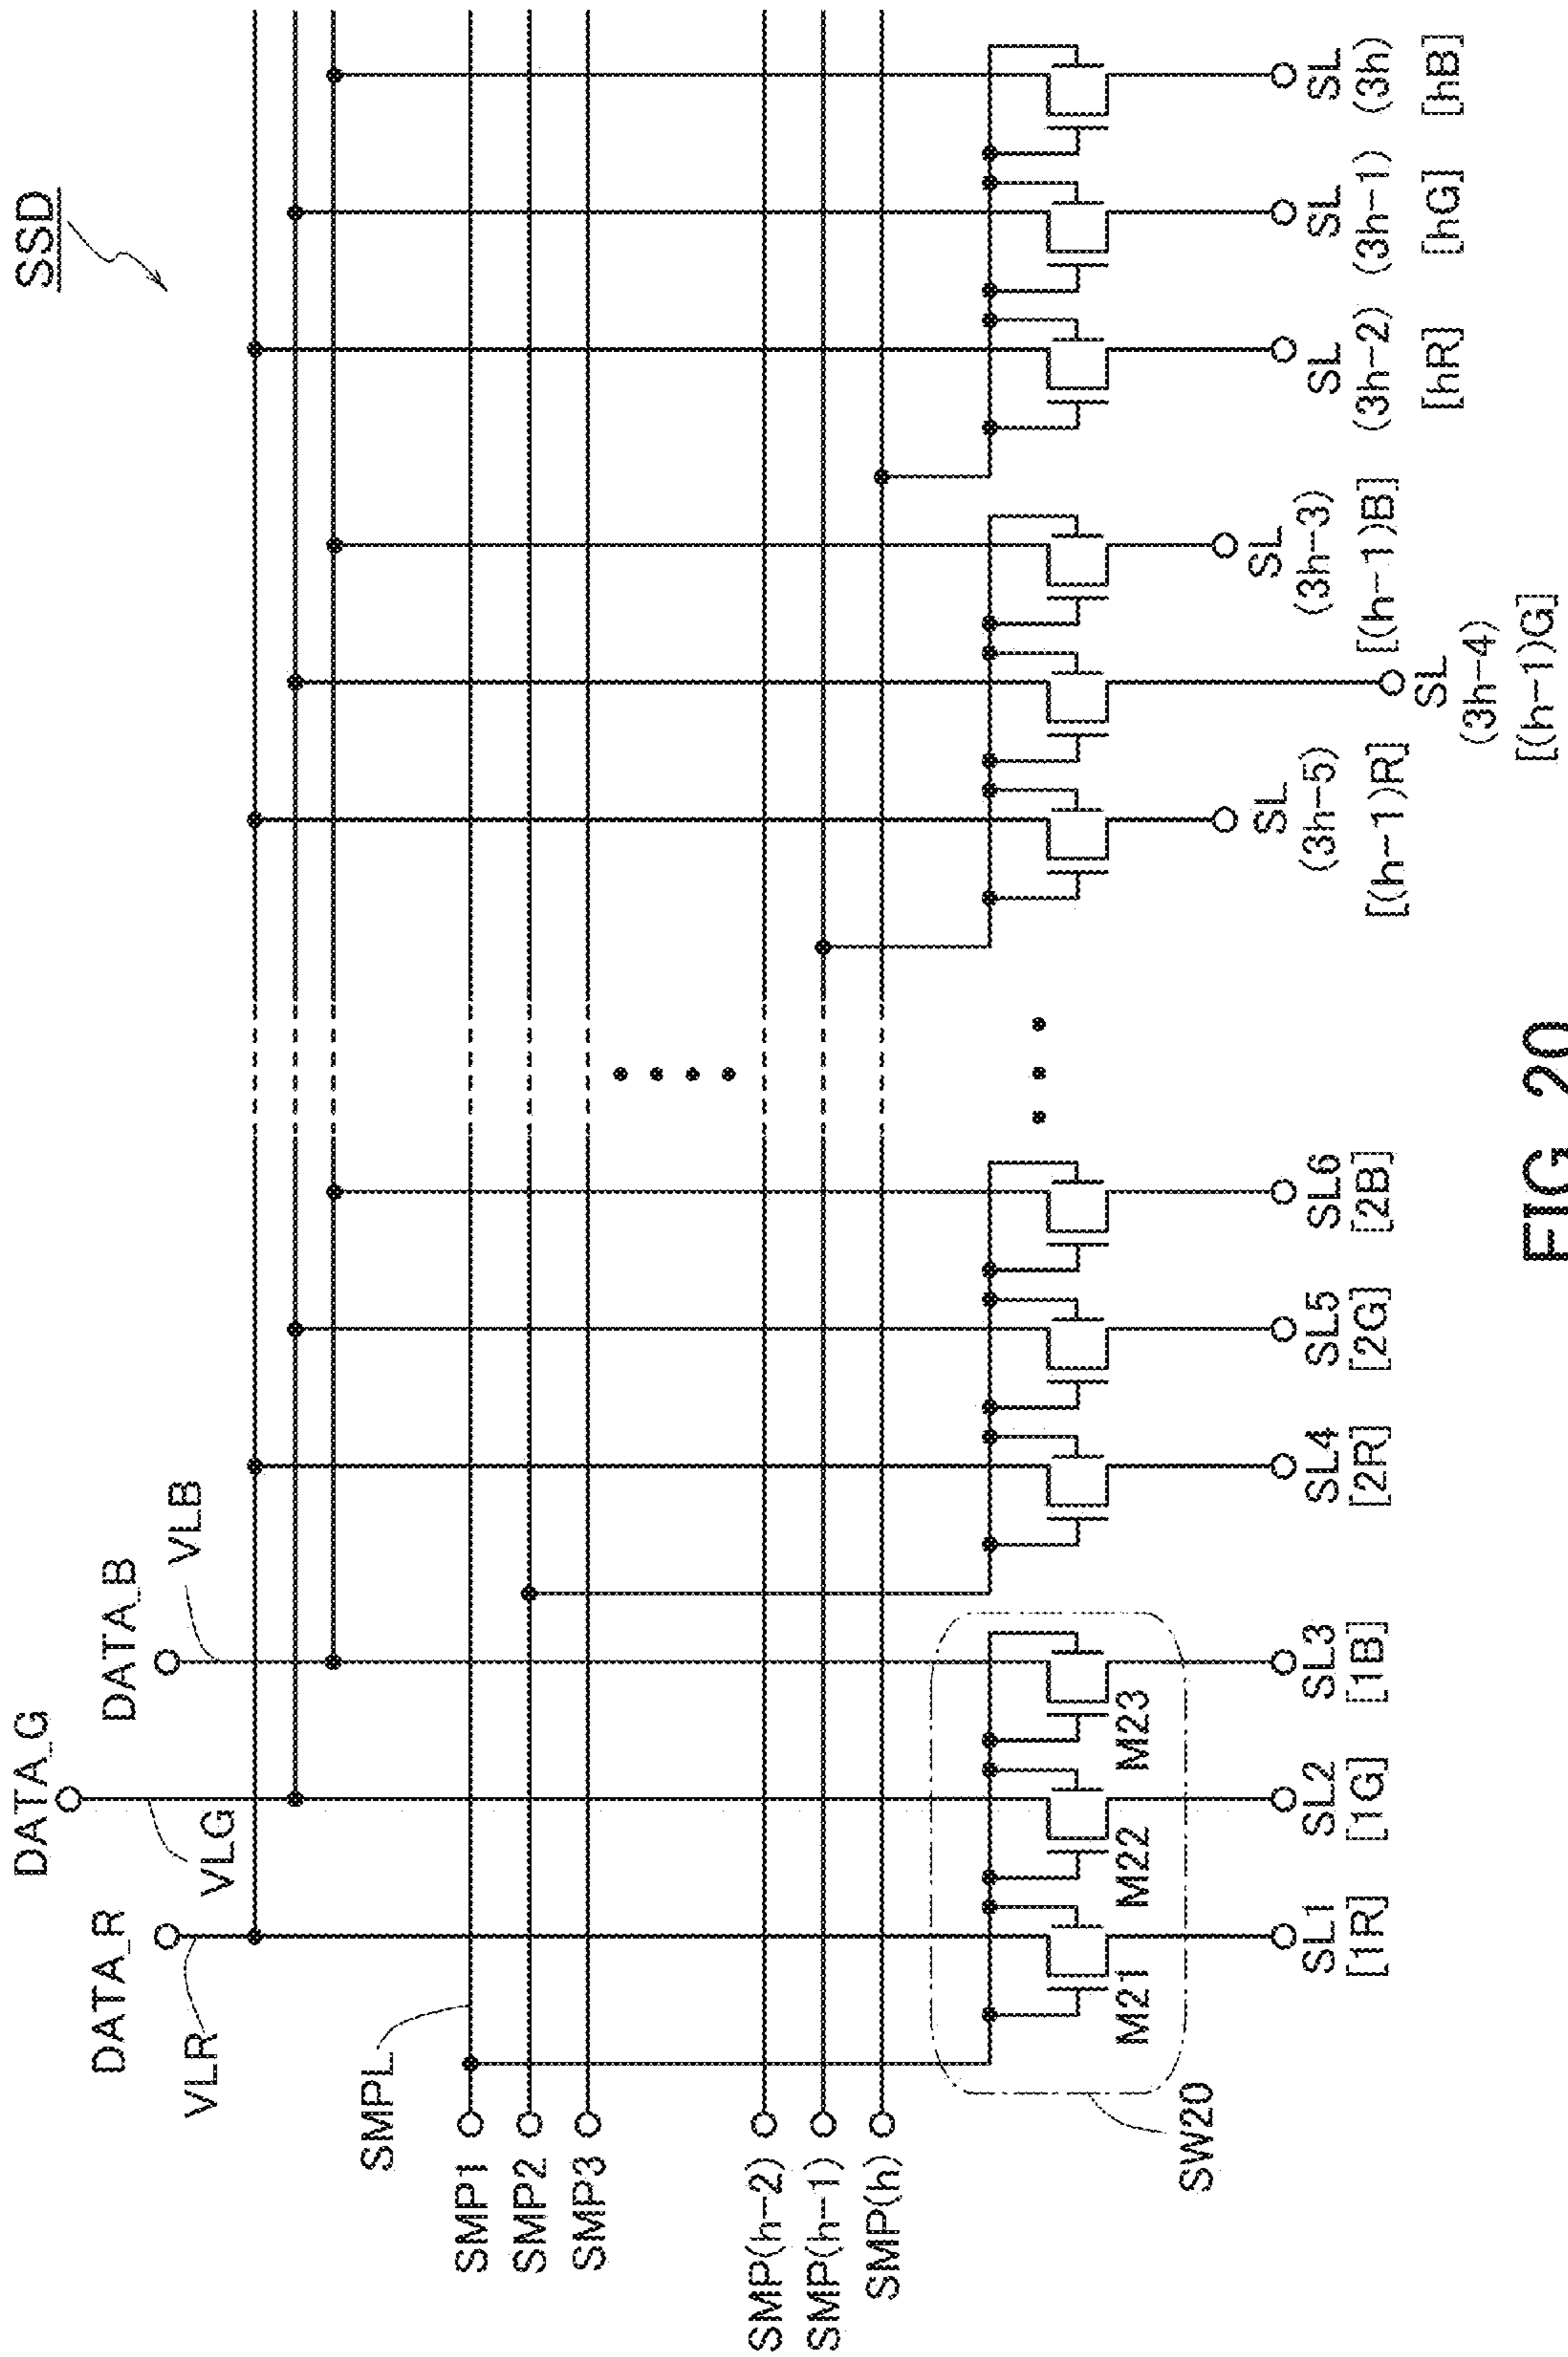 SSD
DATA_G
DATA_R
DATA_B
VLR
VLG
VLB
SMPL
SMP1
SMP2
SMP3
SMP(h-2)
SMP(h-1)
SMP(h)
M21
M22
M23
SW20
SL1
[1R]
SL2
[1G]
SL3
[1B]
SL4
[2R]
SL5
[2G]
SL6
[2B]
SL
(3h-5)
[(h-1)R]
SL
(3h-4)
[(h-1)G]
SL
(3h-3)
[(h-1)B]
SL
(3h-2)
[hR]
SL
(3h-1)
[hG]
SL
(3h)
[hB]
FIG 20